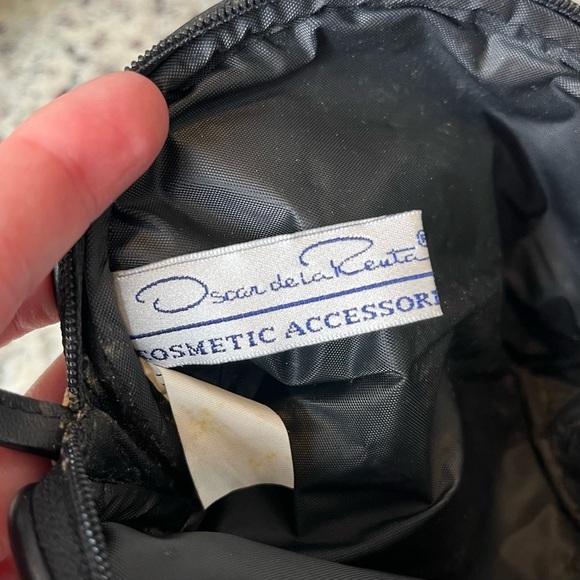 Oscar de la Renta®
COSMETIC ACCESSORI